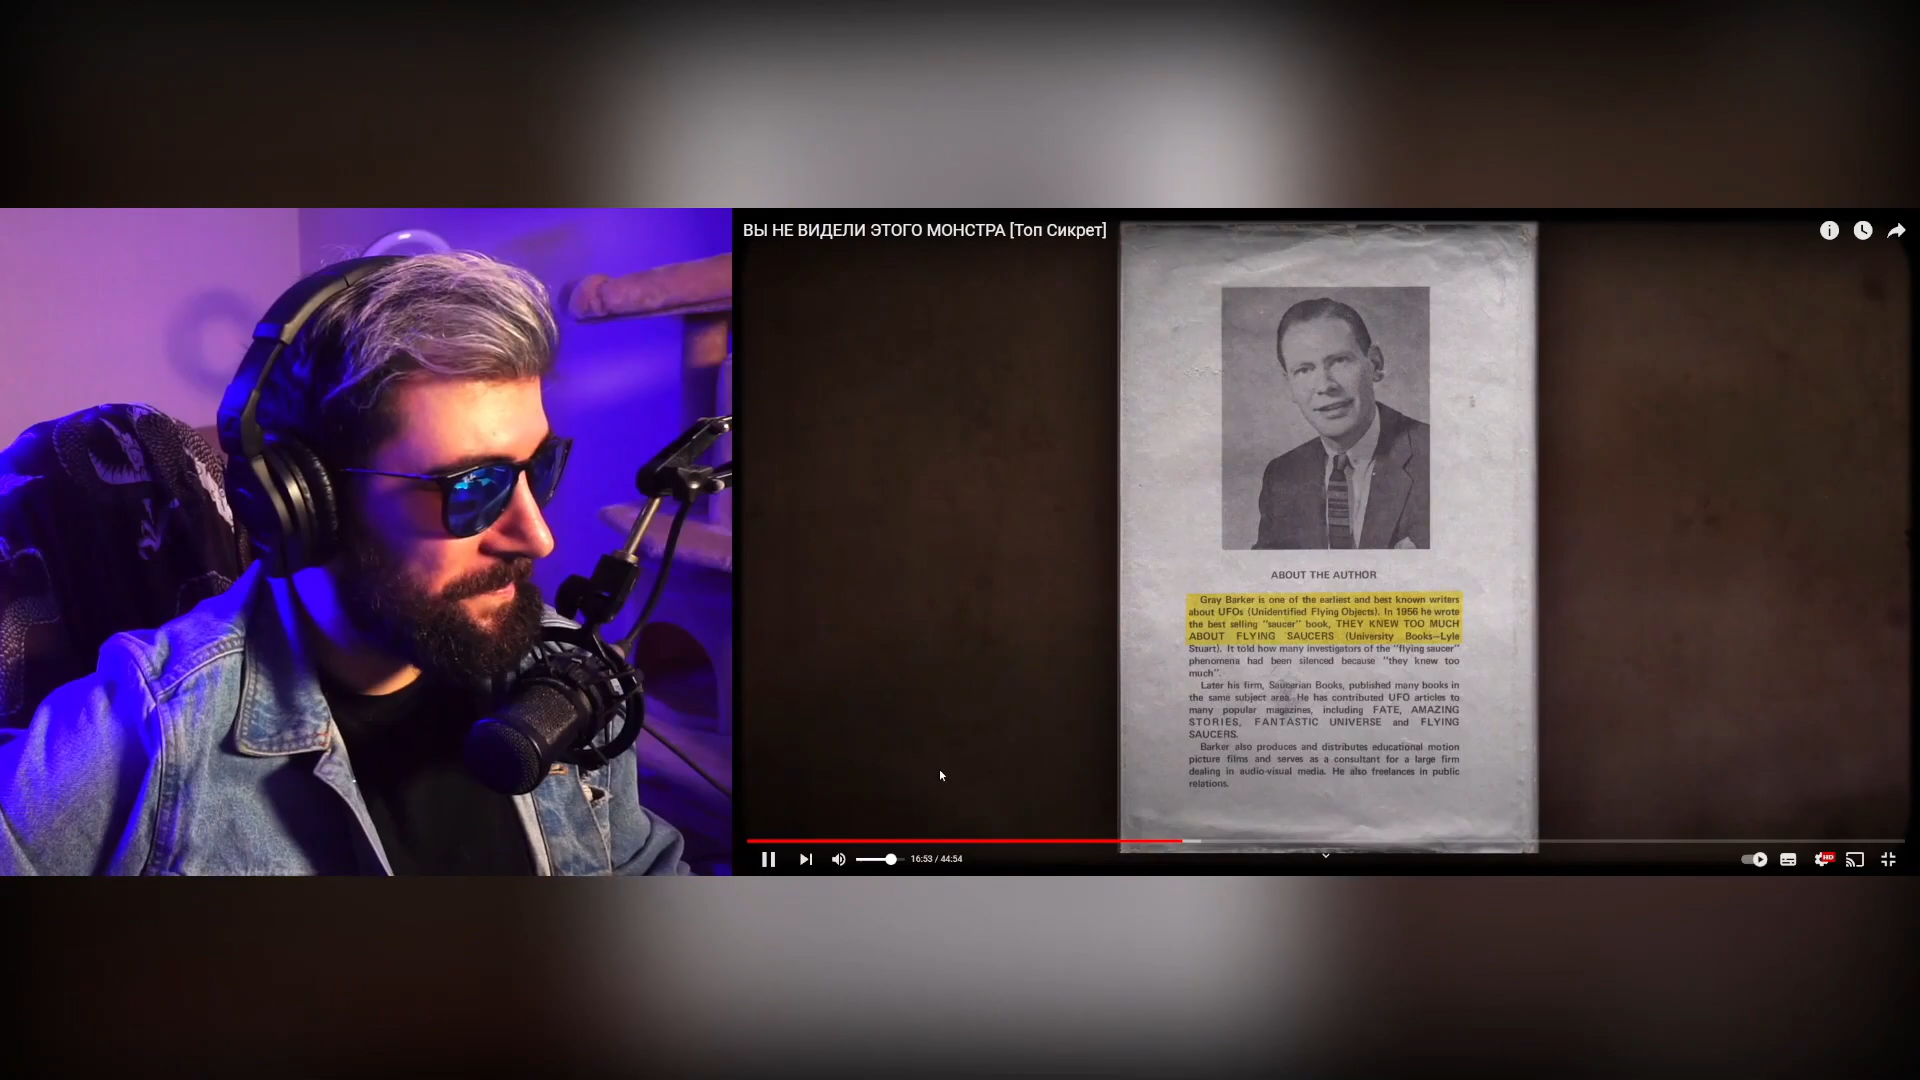 ВЫ НЕ ВИДЕЛИ ЭТОГО МОНСТРА [Топ Сикрет]
ABOUT THE AUTHOR
Gray Barker is one of the earliest and best known writers
about UFOs (Unidentified Flying Objects). In 1956 he wrote
the best selling "saucer" book, THEY KNEW TOO MUCH
ABOUT FLYING SAUCERS (University Books—Lyle
Stuart). It told how many investigators of the "flying saucer"
phenomena had been silenced because "they knew too
much".
Later his firm, Saucerian Books, published many books in
the same subject area. He has contributed UFO articles to
many popular magazines, including FATE, AMAZING
STORIES, FANTASTIC UNIVERSE and FLYING
SAUCERS.
Barker also produces and distributes educational motion
picture films and serves as a consultant for a large firm
dealing in audio-visual media. He also freelances in public
relations.
16:53 / 44:54
HD